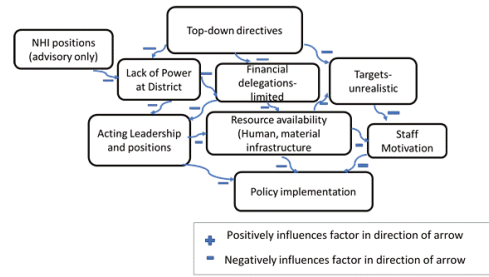 Top-down directives
NHI positions
(advisory only)
Lack of Power
at District
Financial
delegations-
limited
Targets-
unrealistic
Acting Leadership
and positions
Resource availability
(Human, material
infrastructure
Staff
Motivation
Policy implementation
Positively influences factor in direction of arrow
Negatively influences factor in direction of arrow